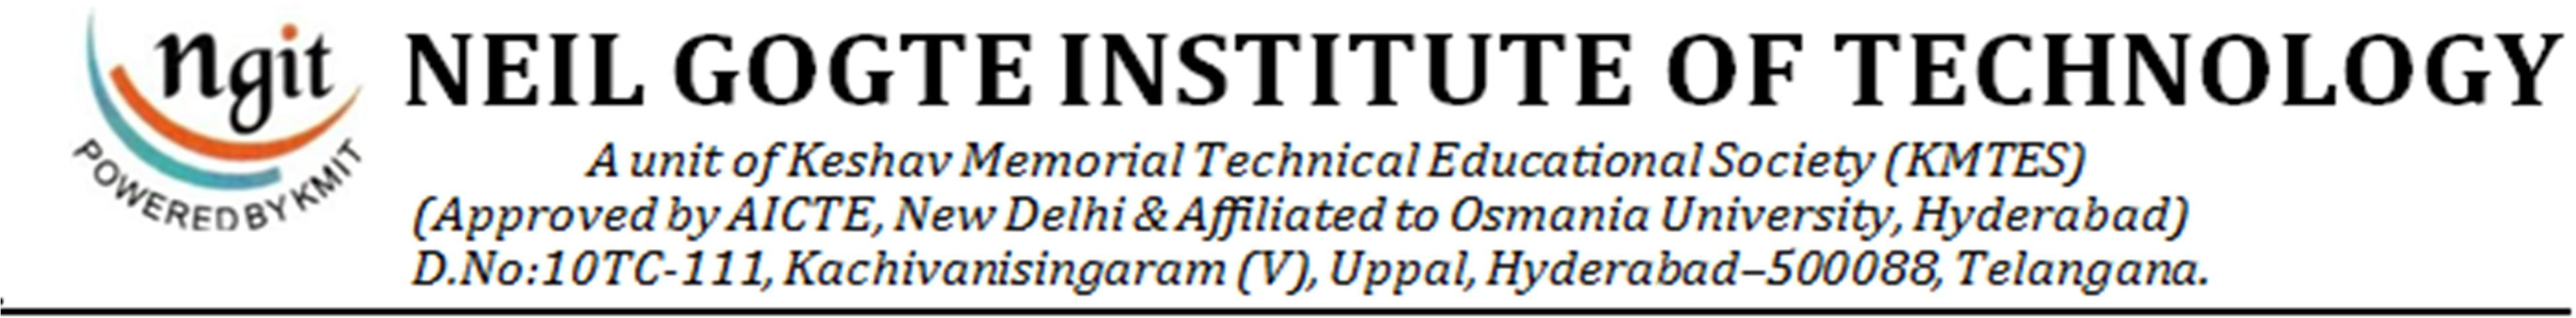 ngit
POWERED BY KMIT
NEIL GOGTE INSTITUTE OF TECHNOLOGY
A unit of Keshav Memorial Technical Educational Society (KMTES)
(Approved by AICTE, New Delhi & Affiliated to Osmania University, Hyderabad)
D.No:10TC-111, Kachivanisingaram (V), Uppal, Hyderabad–500088, Telangana.